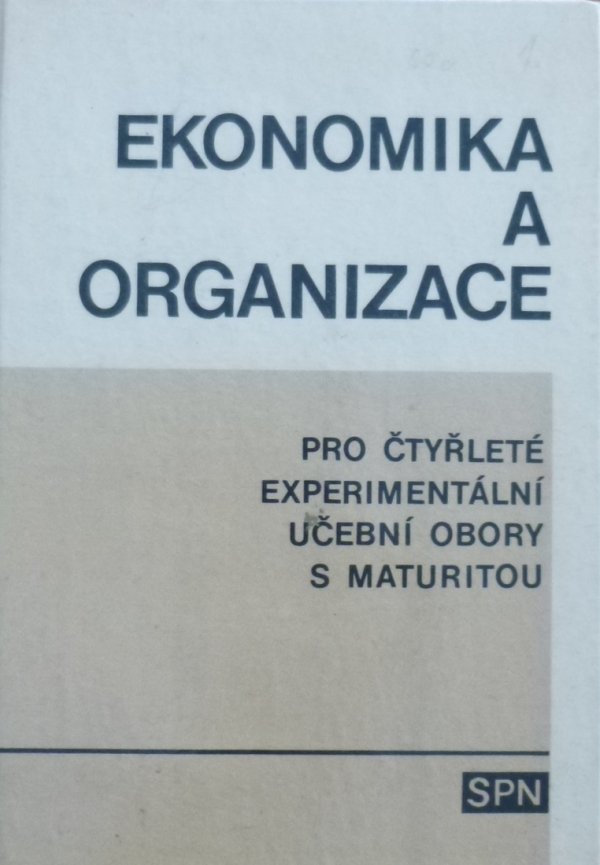 EKONOMIKA
A
ORGANIZACE
PRO ČTYŘLETÉ
EXPERIMENTÁLNÍ
UČEBNÍ OBORY
S MATURITOU
SPN